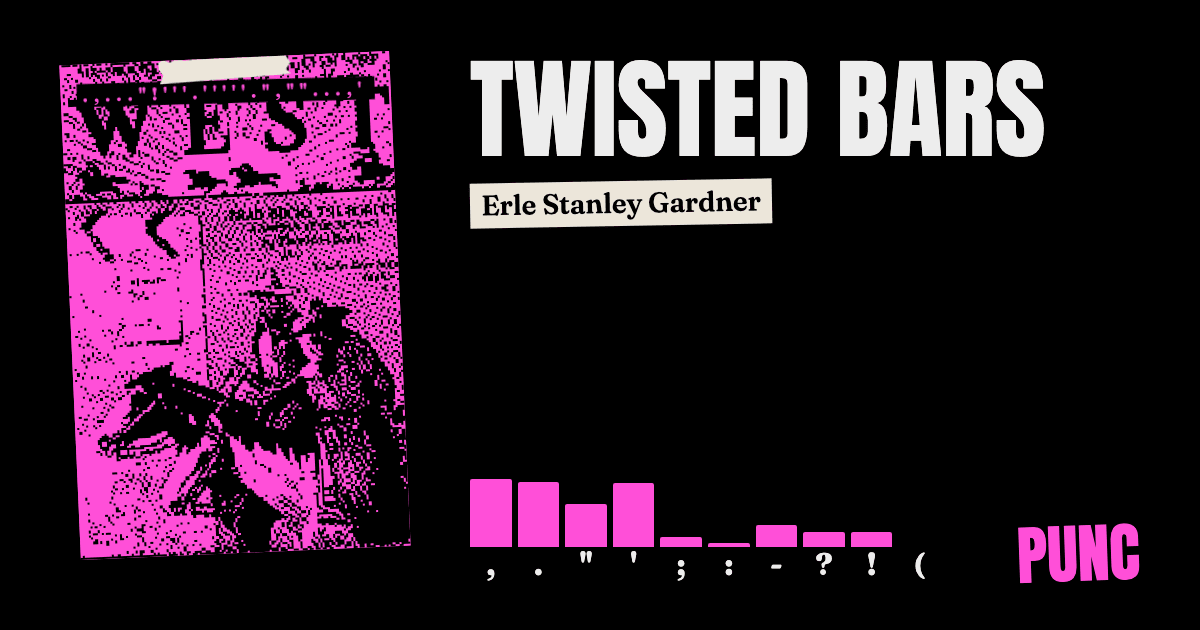 WEST
TWISTED BARS
Erle Stanley Gardner
, . " ' ; : - ? ! (
PUNC